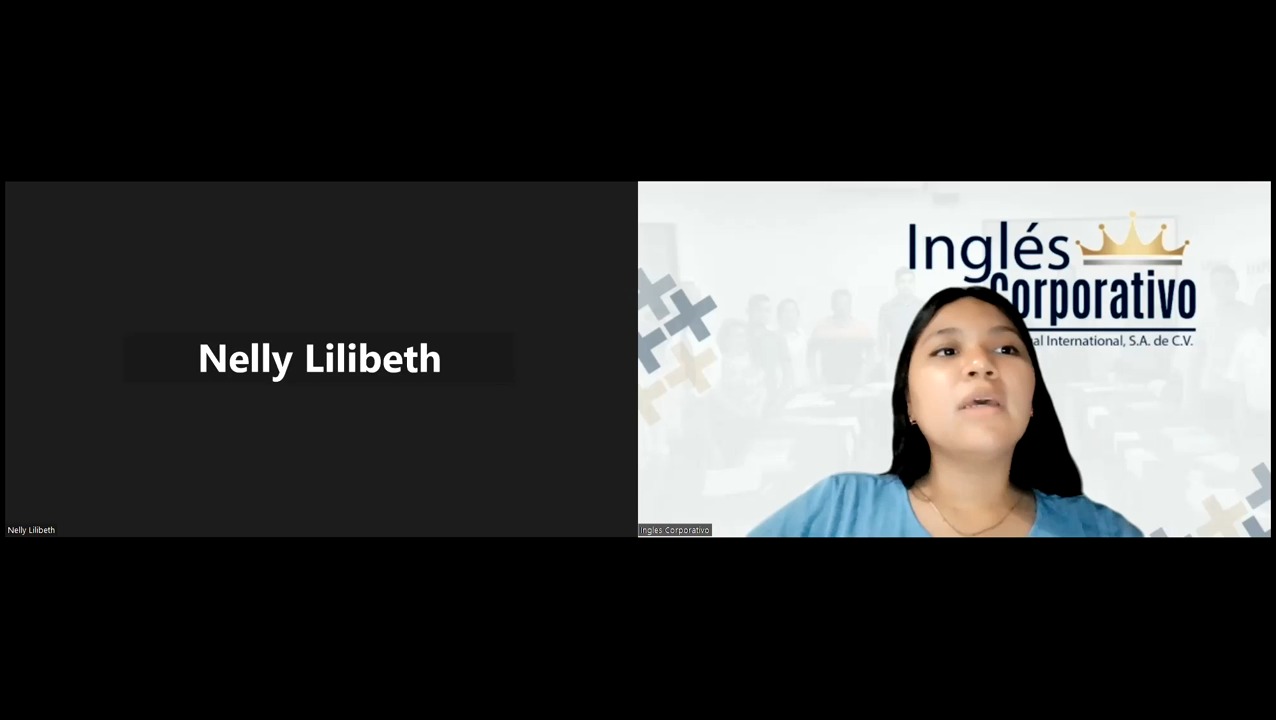 Nelly Lilibeth
Nelly Lilibeth
Inglés
Corporativo
al International, S.A. de C.V.
Inglés Corporativo